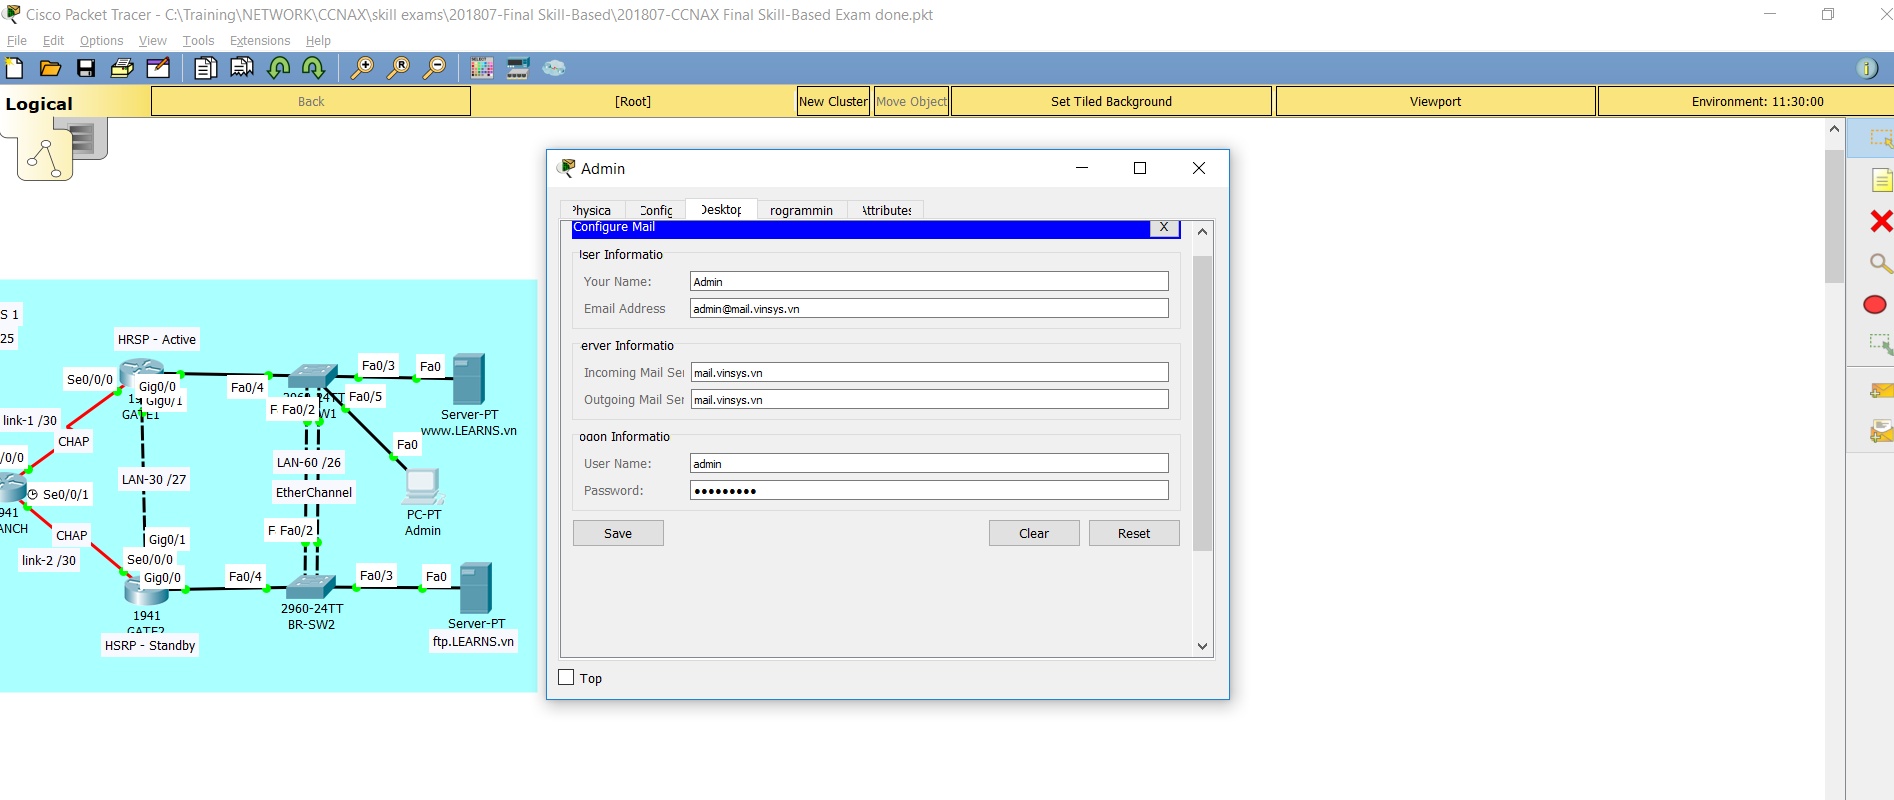 Cisco Packet Tracer - C:\Training\NETWORK\CCNAX\skill exams\201807-Final Skill-Based\201807-CCNAX Final Skill-Based Exam done.pkt
File Edit Options View Tools Extensions Help
Logical Back [Root] New Cluster Move Object Set Tiled Background Viewport Environment: 11:30:00
Admin
Physica Config Desktop rogrammin Attributes
Configure Mail X
User Informatio
Your Name: Admin
Email Address admin@mail.vinsys.vn
erver Informatio
Incoming Mail Ser mail.vinsys.vn
Outgoing Mail Ser mail.vinsys.vn
ogon Informatio
User Name: admin
Password: •••••••••
Save Clear Reset
Top
S 1
25
HRSP - Active
Se0/0/0
Gig0/0
Gig0/1
GATE1
Fa0/4
Fa0/3
Fa0
Fa0/5
F Fa0/2
Server-PT
www.LEARNS.vn
link-1 /30
CHAP
/0/0
Fa0
LAN-60 /26
LAN-30 /27
EtherChannel
Se0/0/1
941
ANCH
PC-PT
Admin
CHAP
link-2 /30
F Fa0/2
Gig0/1
Se0/0/0
Gig0/0
Fa0/4
Fa0/3
Fa0
1941
GATE2
HSRP - Standby
2960-24TT
BR-SW2
Server-PT
ftp.LEARNS.vn